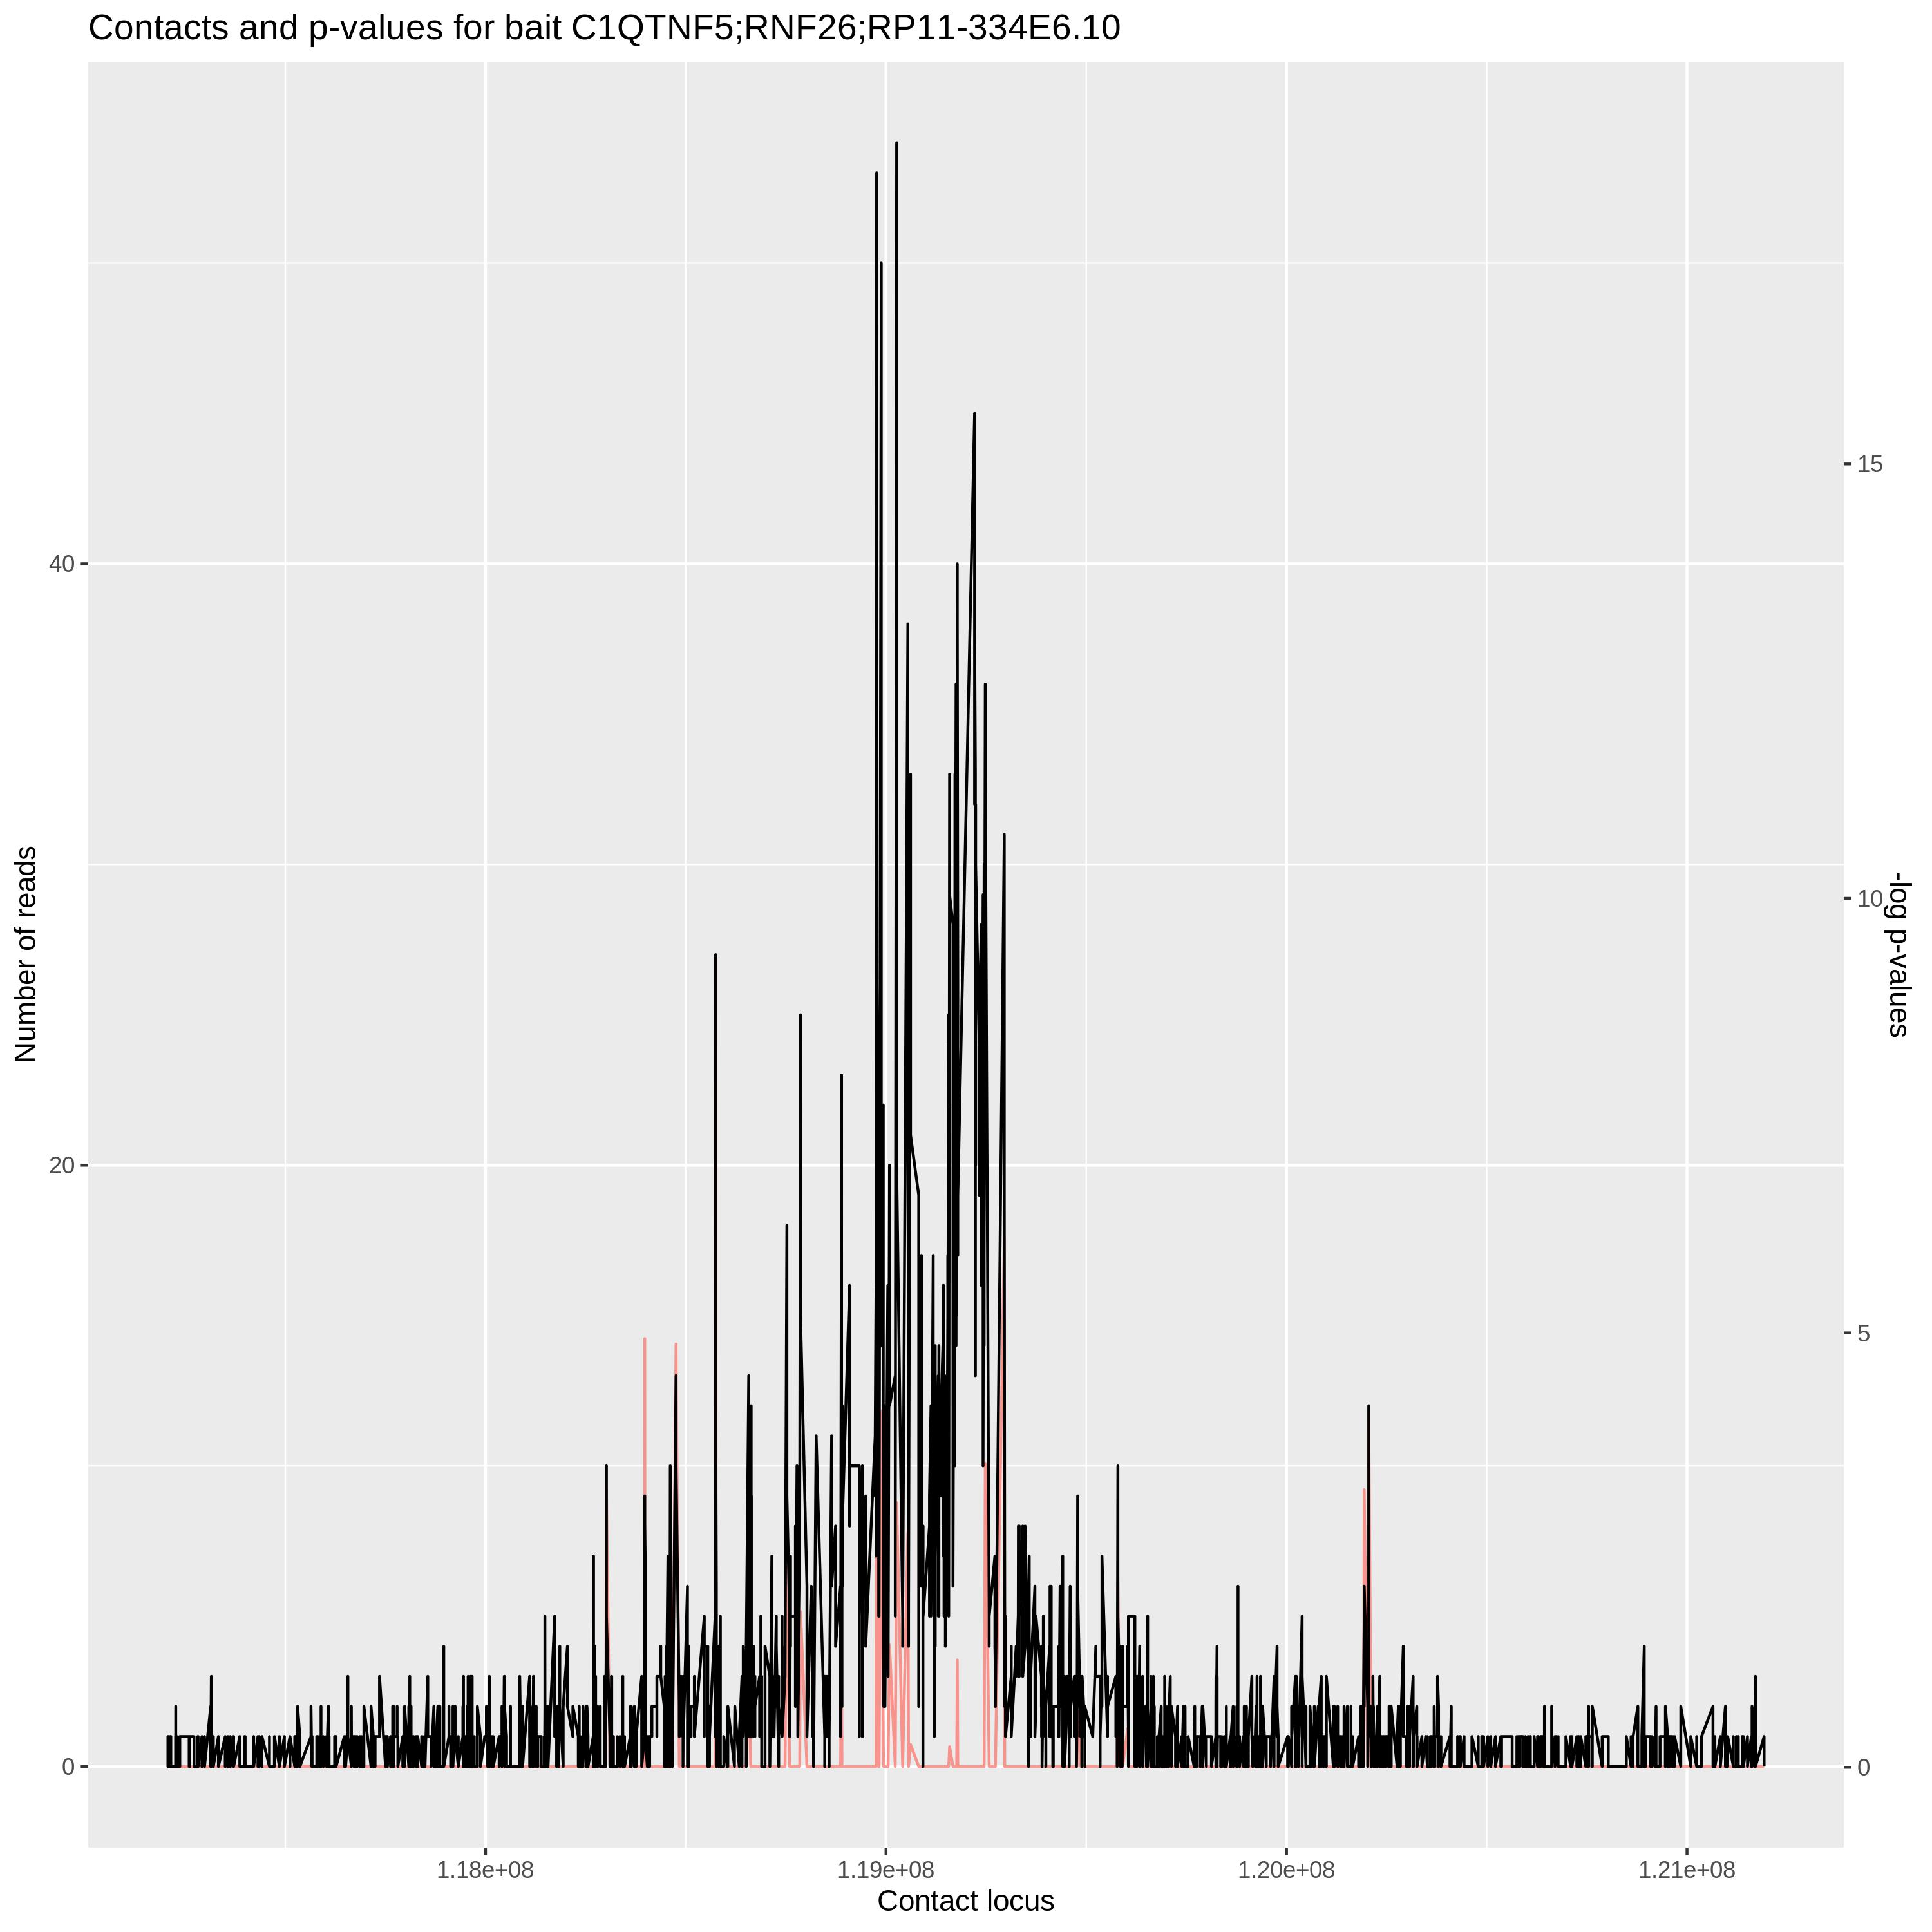 Contacts and p-values for bait C1QTNF5;RNF26;RP11-334E6.10
40
20
0
Number of reads
15
10
5
0
-log p-values
1.18e+08
1.19e+08
1.20e+08
1.21e+08
Contact locus